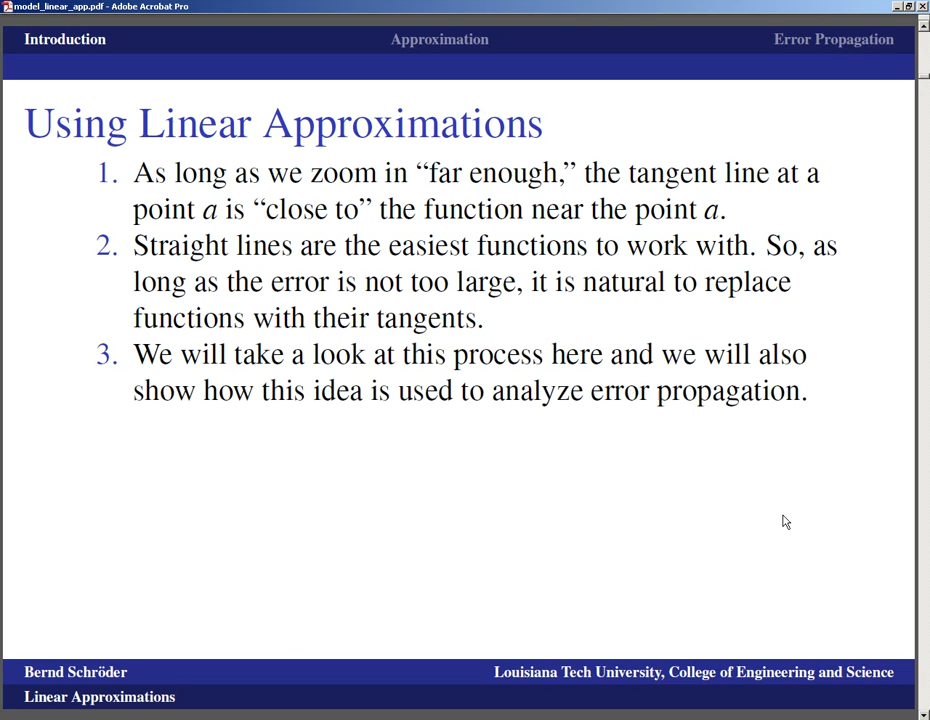 model_linear_app.pdf - Adobe Acrobat Pro
Introduction Approximation Error Propagation
Using Linear Approximations
1. As long as we zoom in “far enough,” the tangent line at a
point a is “close to” the function near the point a.
2. Straight lines are the easiest functions to work with. So, as
long as the error is not too large, it is natural to replace
functions with their tangents.
3. We will take a look at this process here and we will also
show how this idea is used to analyze error propagation.
Bernd Schröder Louisiana Tech University, College of Engineering and Science
Linear Approximations